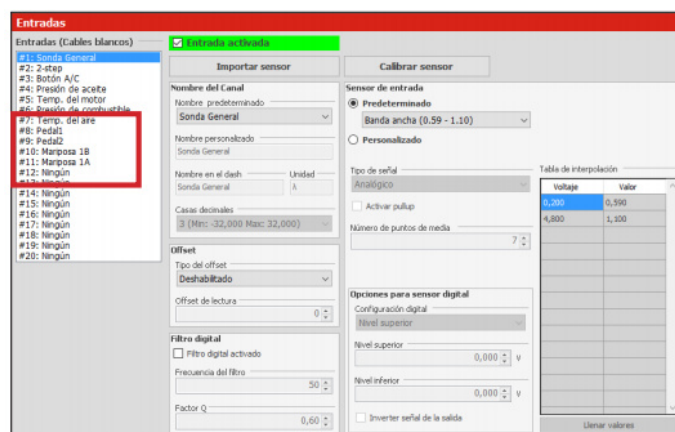 Entradas
Entradas (Cables blancos)
#1: Sonda General
#2: 2-step
#3: Botón A/C
#4: Presión de aceite
#5: Temp. del motor
#6: Presión de combustible
#7: Temp. del aire
#8: Pedal1
#9: Pedal2
#10: Mariposa 1B
#11: Mariposa 1A
#12: Ningún
#13: Ningún
#14: Ningún
#15: Ningún
#16: Ningún
#17: Ningún
#18: Ningún
#19: Ningún
#20: Ningún
Entrada activada
Importar sensor
Calibrar sensor
Nombre del Canal
Nombre predeterminado
Sonda General
Nombre personalizado
Sonda General
Nombre en el dash
Unidad
Sonda General
λ
Casas decimales
3 (Min: -32,000 Max: 32,000)
Offset
Tipo del offset
Deshabilitado
Offset de lectura
0
Filtro digital
Filtro digital activado
Frecuencia del filtro
50
Factor Q
0,60
Sensor de entrada
Predeterminado
Banda ancha (0.59 - 1.10)
Personalizado
Tipo de señal
Analógico
Activar pullup
Número de puntos de media
7
Opciones para sensor digital
Configuración digital
Nivel superior
Nivel superior
0,000 v
Nivel inferior
0,000 v
Inverter señal de la salida
Tabla de interpolación
Voltaje Valor
0,200 0,590
4,800 1,100
Llenar valores